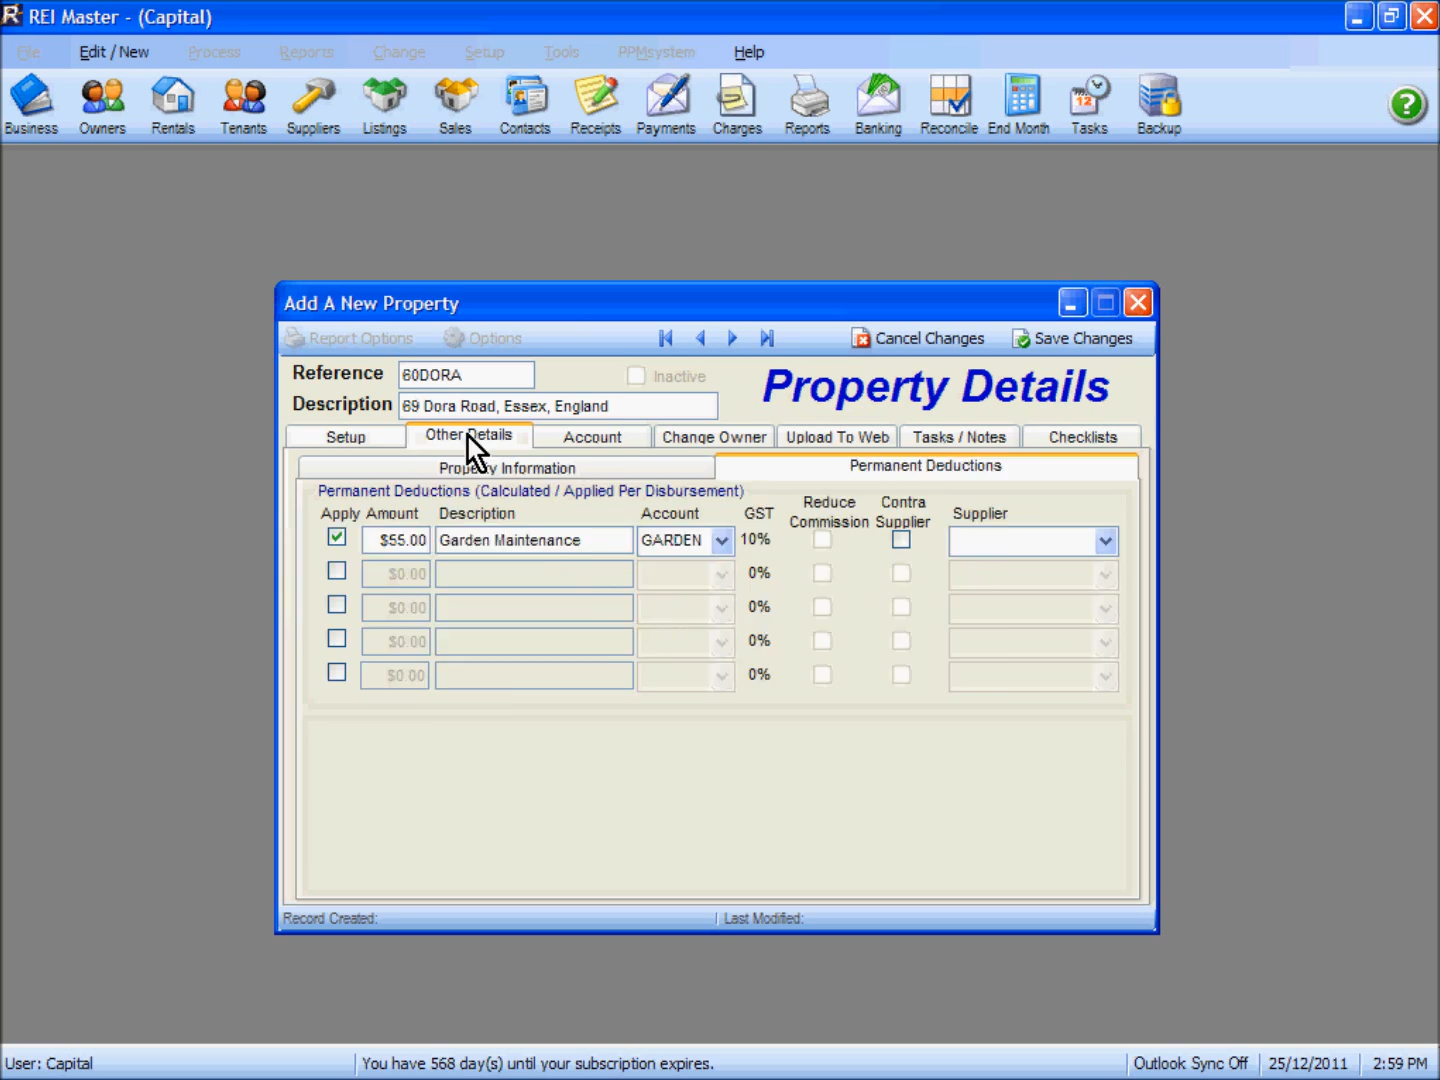 REI Master - (Capital)
File Edit / New Process Reports Change Setup Tools PPMsystem Help
Business Owners Rentals Tenants Suppliers Listings Sales Contacts Receipts Payments Charges Reports Banking Reconcile End Month Tasks Backup
Add A New Property
Report Options Options Cancel Changes Save Changes
Reference 60DORA Inactive
Property Details
Description 69 Dora Road, Essex, England
Setup Other Details Account Change Owner Upload To Web Tasks / Notes Checklists
Property Information Permanent Deductions
Permanent Deductions (Calculated / Applied Per Disbursement)
Apply Amount Description Account GST Reduce Commission Contra Supplier Supplier
$55.00 Garden Maintenance GARDEN 10%
$0.00 0%
$0.00 0%
$0.00 0%
$0.00 0%
Record Created: Last Modified:
User: Capital You have 568 day(s) until your subscription expires. Outlook Sync Off 25/12/2011 2:59 PM